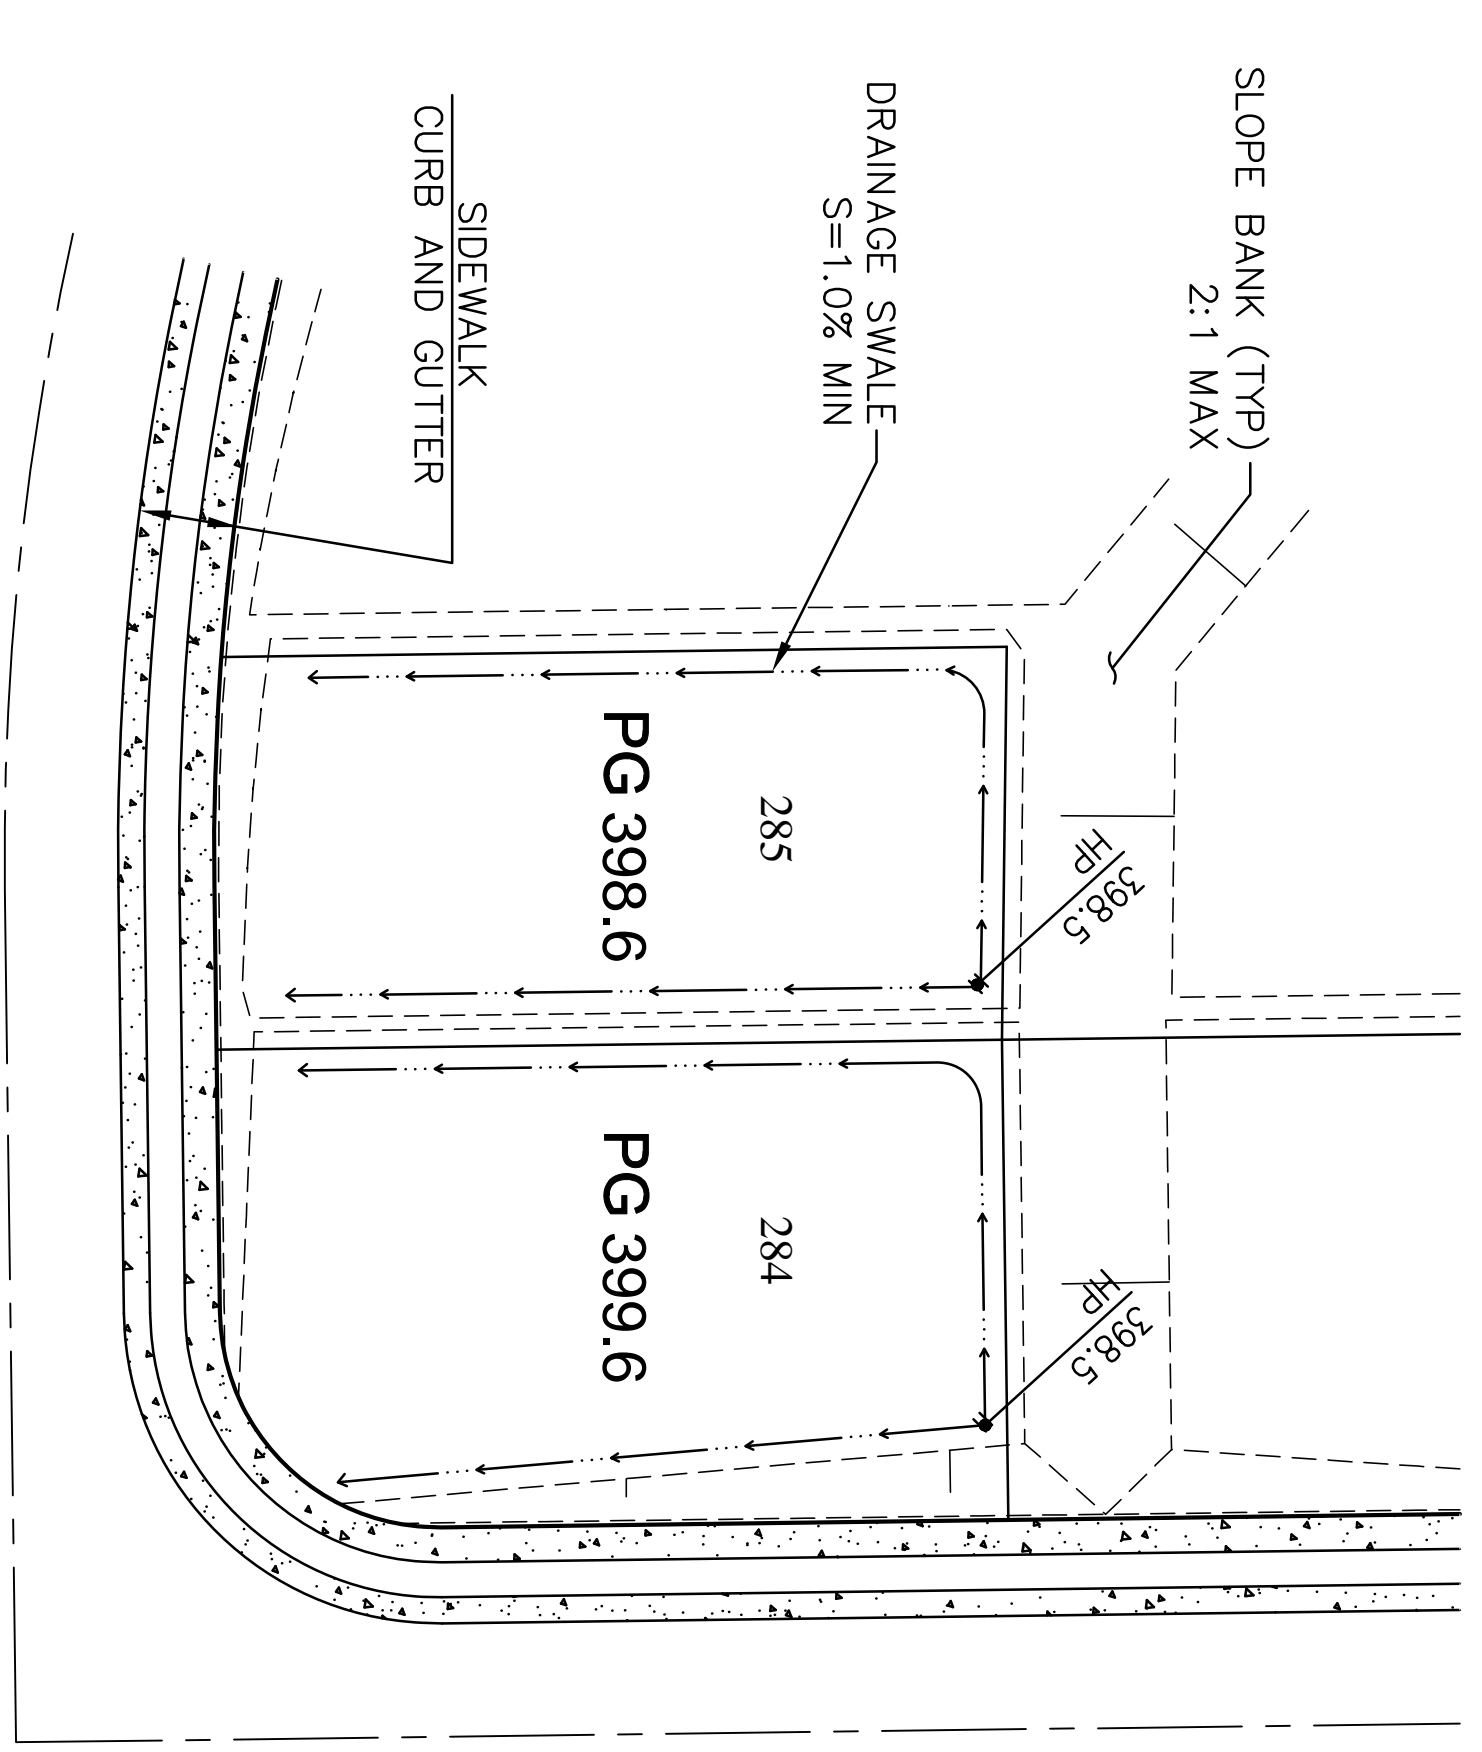 SLOPE BANK (TYP)
2:1 MAX
DRAINAGE SWALE
S=1.0% MIN
SIDEWALK
CURB AND GUTTER
HP
398.5
285
PG 398.6
HP
398.5
284
PG 399.6